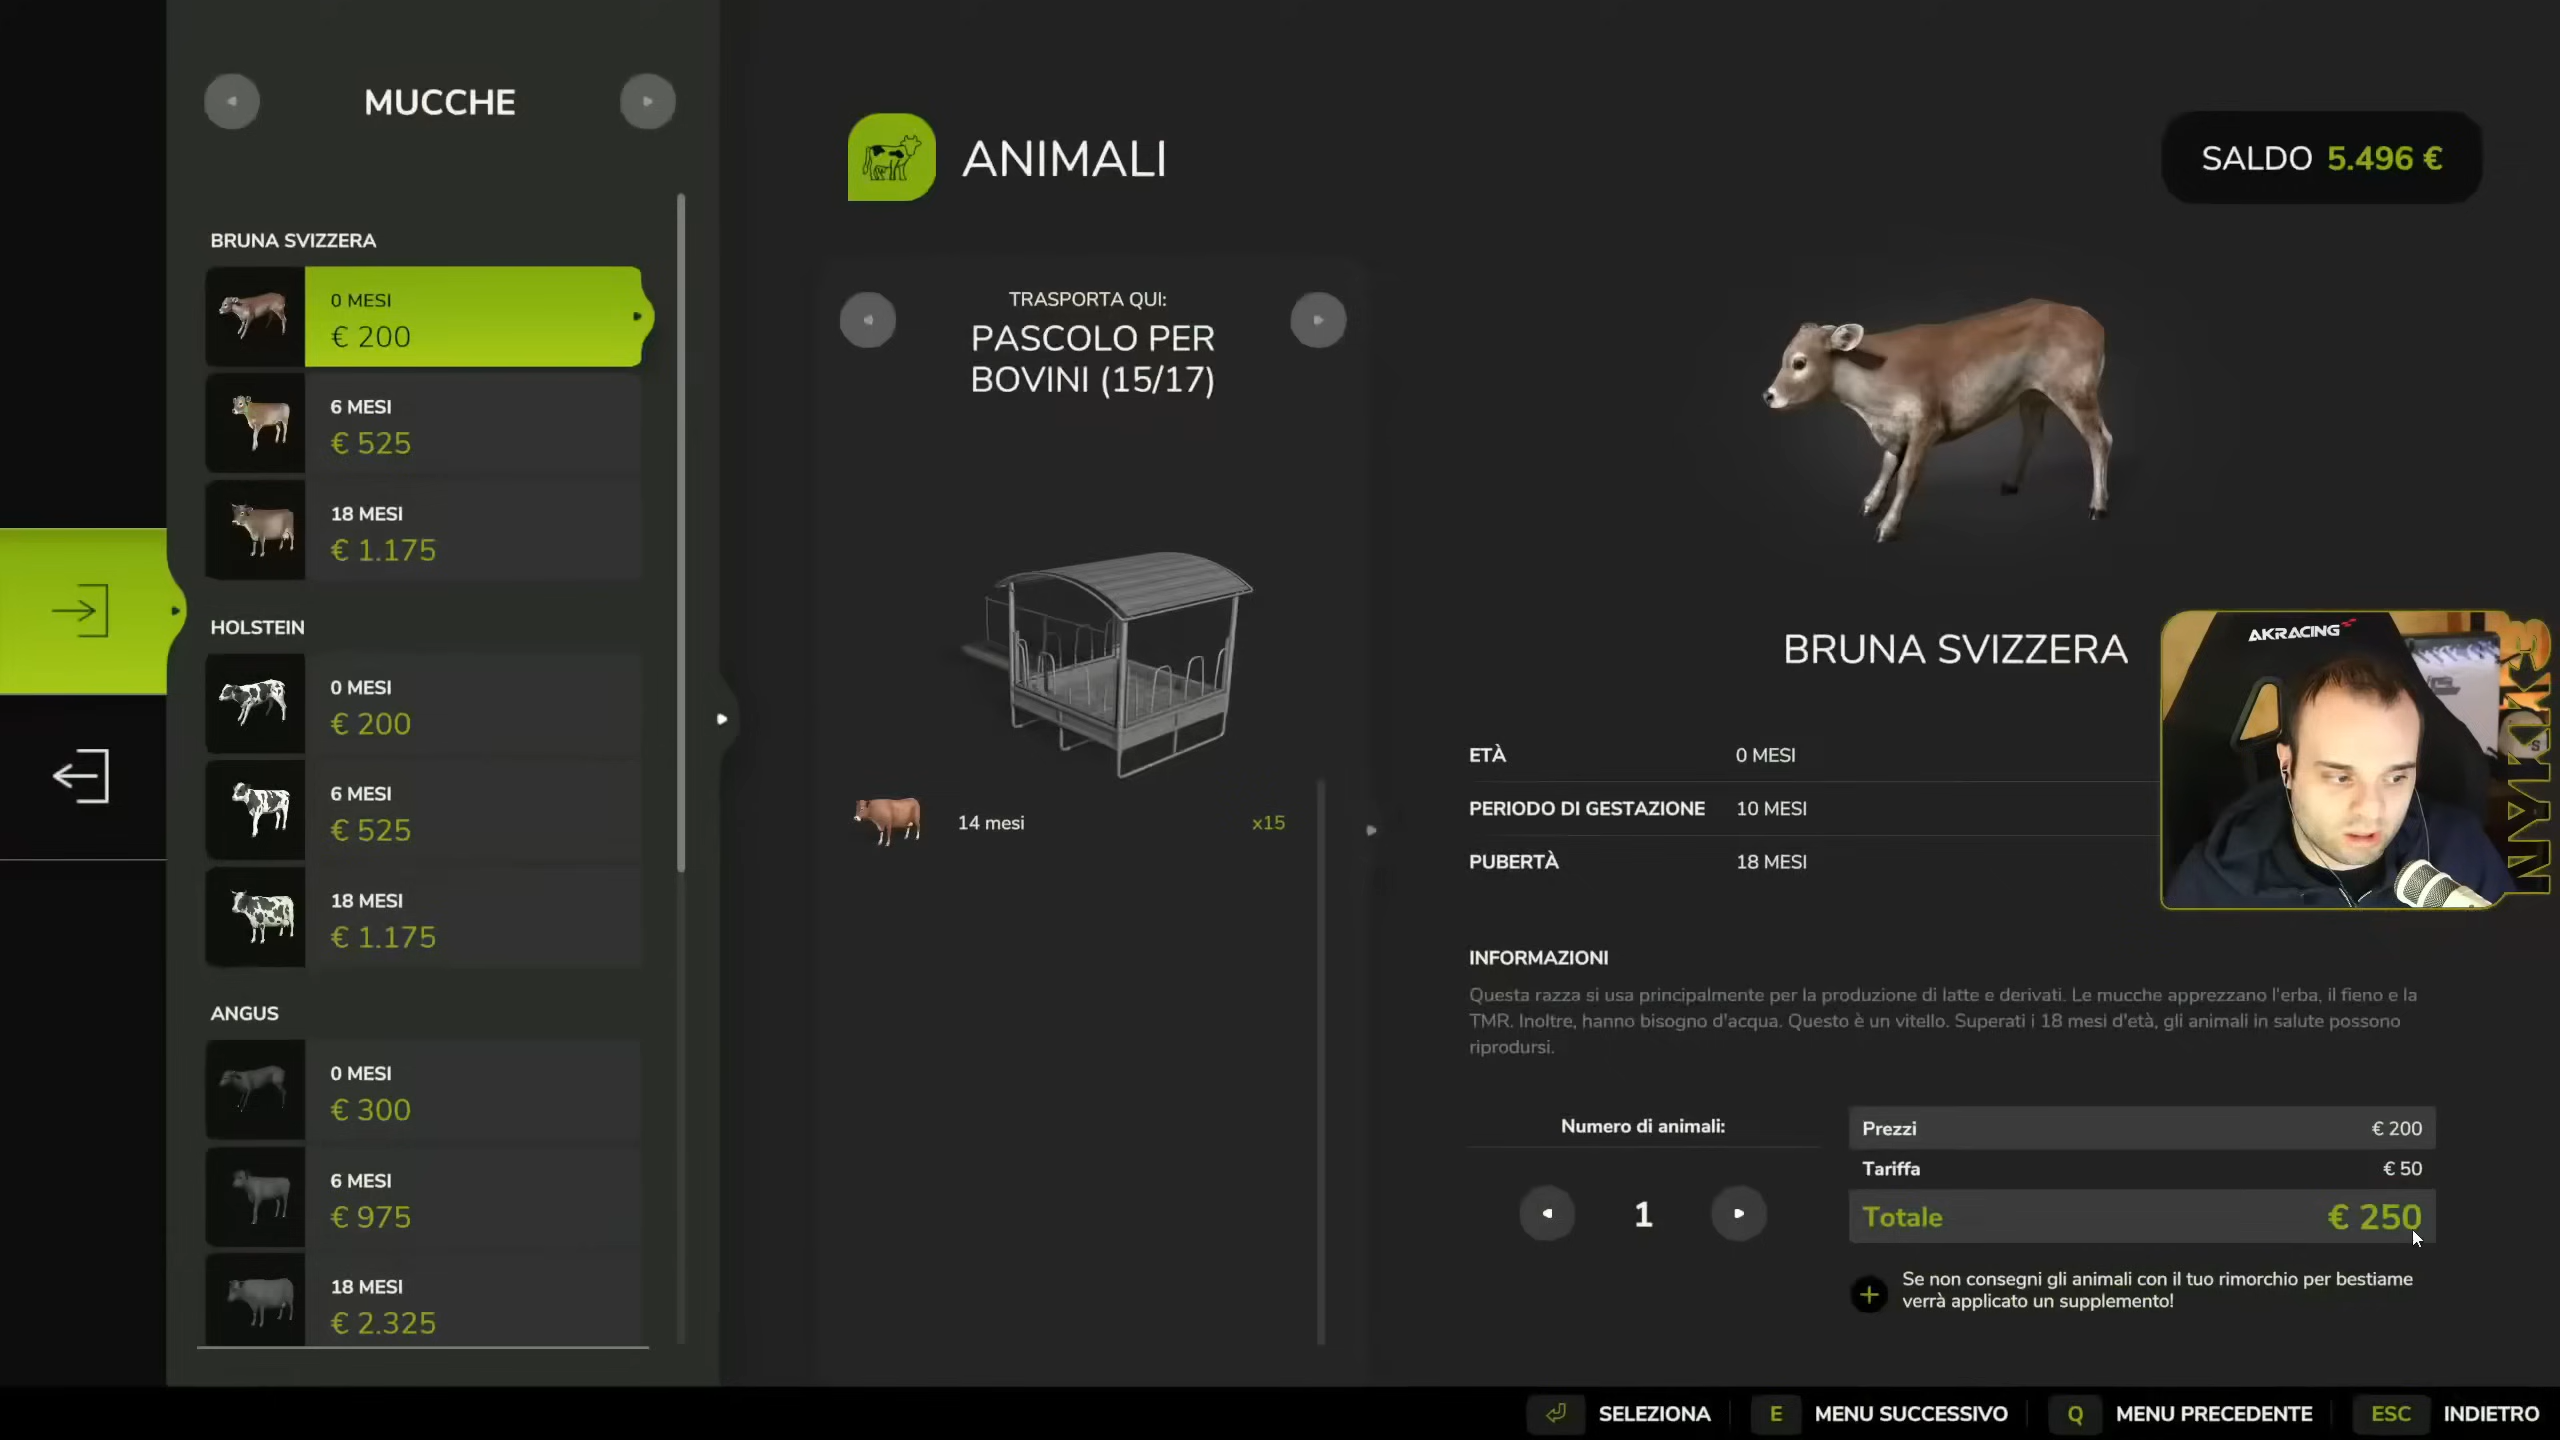 MUCCHE
BRUNA SVIZZERA
0 MESI
€ 200
6 MESI
€ 525
18 MESI
€ 1.175
HOLSTEIN
0 MESI
€ 200
6 MESI
€ 525
18 MESI
€ 1.175
ANGUS
0 MESI
€ 300
6 MESI
€ 975
18 MESI
€ 2.325
ANIMALI
SALDO 5.496 €
TRASPORTA QUI:
PASCOLO PER
BOVINI (15/17)
14 mesi x15
BRUNA SVIZZERA
AKRACING
ETÀ 0 MESI
PERIODO DI GESTAZIONE 10 MESI
PUBERTÀ 18 MESI
INFORMAZIONI
Questa razza si usa principalmente per la produzione di latte e derivati. Le mucche apprezzano l'erba, il fieno e la
TMR. Inoltre, hanno bisogno d'acqua. Questo è un vitello. Superati i 18 mesi d'età, gli animali in salute possono
riprodursi.
Numero di animali:
1
Prezzi € 200
Tariffa € 50
Totale € 250
Se non consegni gli animali con il tuo rimorchio per bestiame
verrà applicato un supplemento!
SELEZIONA
E MENU SUCCESSIVO
Q MENU PRECEDENTE
ESC INDIETRO